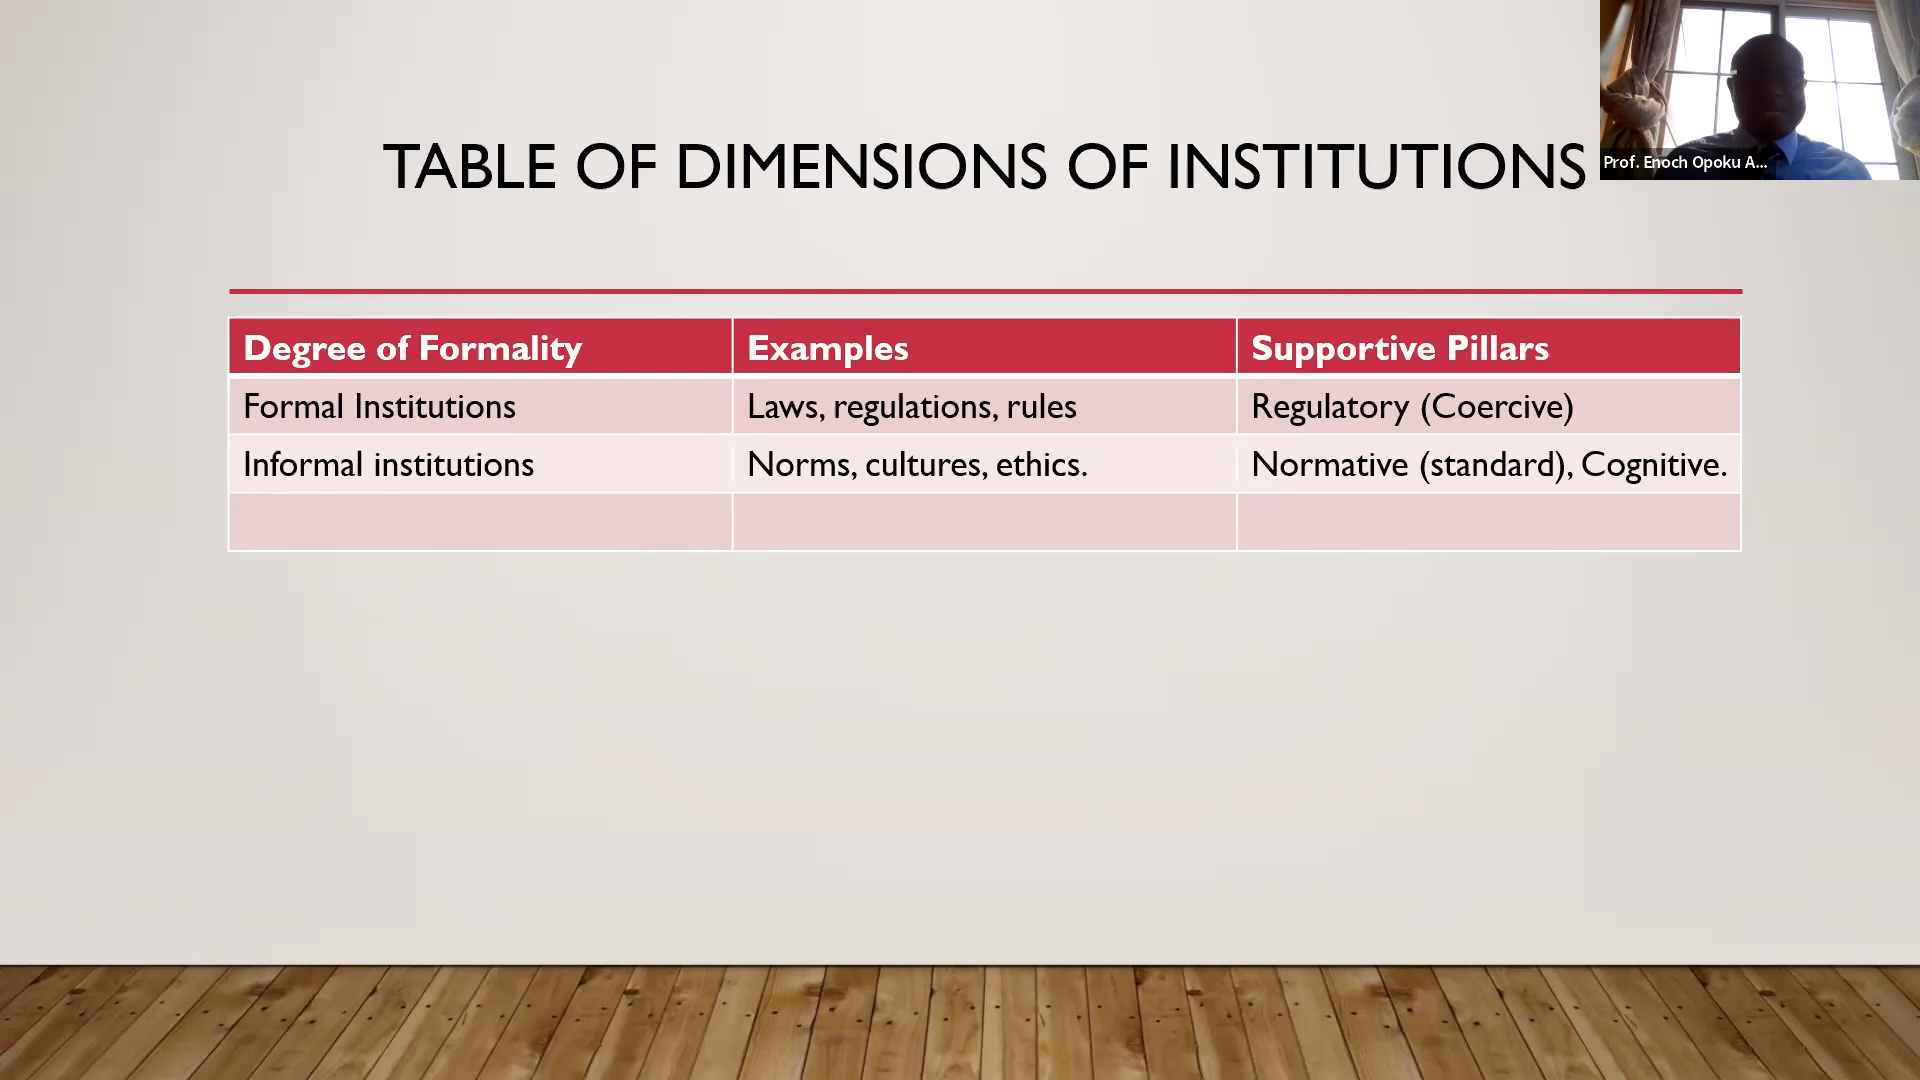 TABLE OF DIMENSIONS OF INSTITUTIONS
Prof. Enoch Opoku A...
Degree of Formality Examples Supportive Pillars
Formal Institutions Laws, regulations, rules Regulatory (Coercive)
Informal institutions Norms, cultures, ethics. Normative (standard), Cognitive.